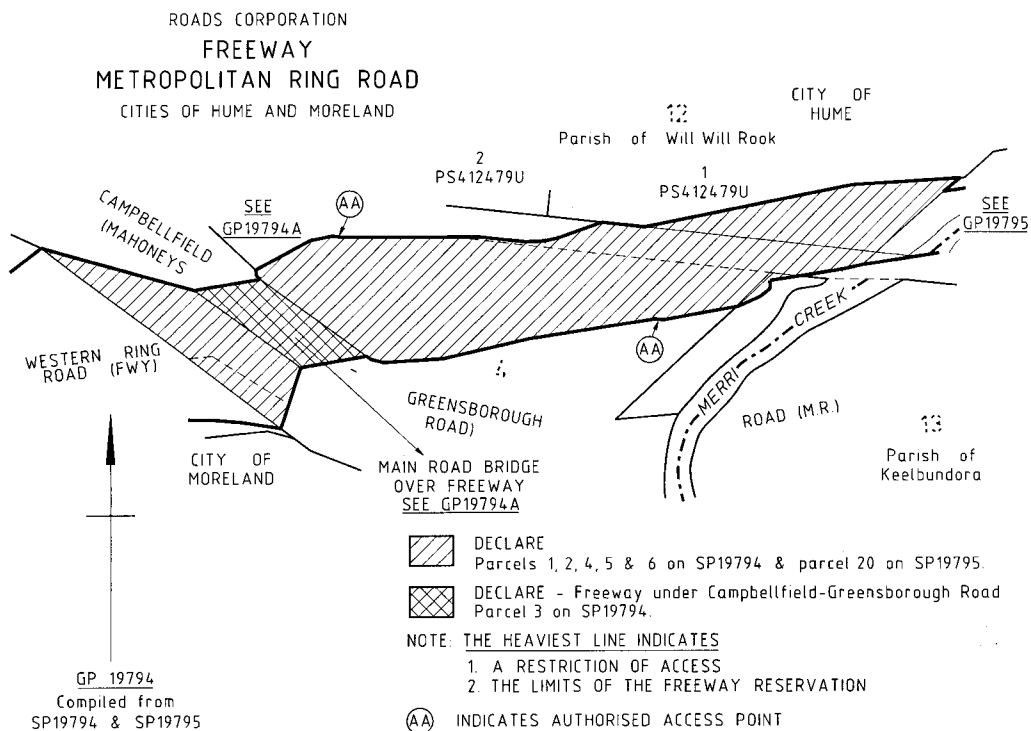 ROADS CORPORATION
FREEWAY
METROPOLITAN RING ROAD
CITIES OF HUME AND MORELAND
CITY OF
HUME
12
Parish of Will Will Rook
2
PS412479U
1
PS412479U
SEE
GP19794A
AA
CAMPBELLFIELD
(MAHONEYS
SEE
GP19795
WESTERN RING
ROAD (FWY)
AA
MERRI CREEK
GREENSBOROUGH
ROAD)
ROAD (M.R.)
13
Parish of
Keelbundora
CITY OF
MORELAND
MAIN ROAD BRIDGE
OVER FREEWAY
SEE GP19794A
DECLARE
Parcels 1, 2, 4, 5 & 6 on SP19794 & parcel 20 on SP19795.
DECLARE - Freeway under Campbellfield-Greensborough Road
Parcel 3 on SP19794.
NOTE: THE HEAVIEST LINE INDICATES
1. A RESTRICTION OF ACCESS
2. THE LIMITS OF THE FREEWAY RESERVATION
AA INDICATES AUTHORISED ACCESS POINT
GP 19794
Compiled from
SP19794 & SP19795